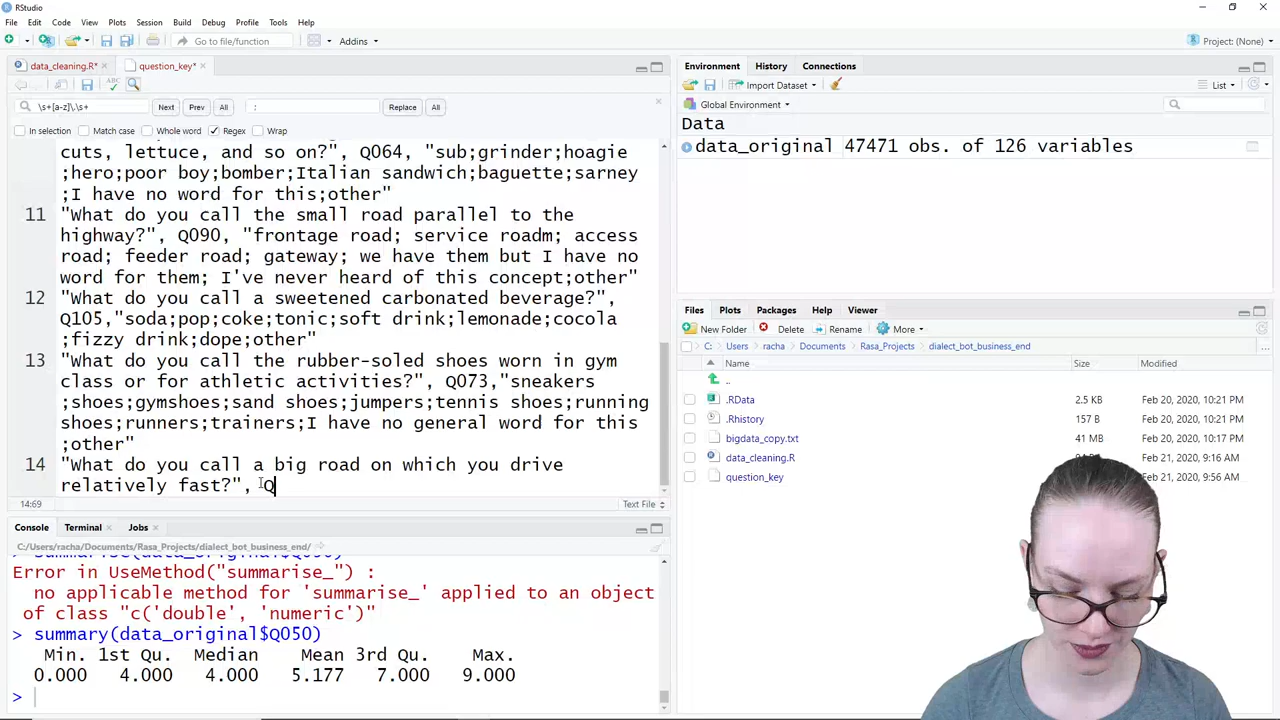 RStudio
File Edit Code View Plots Session Build Debug Profile Tools Help
Go to file/function Addins Project: (None)
data_cleaning.R* question_key*
\s+[a-z]\.\s+ Next Prev All : Replace All
In selection Match case Whole word Regex Wrap
cuts, lettuce, and so on?", Q064, "sub;grinder;hoagie
;hero;poor boy;bomber;Italian sandwich;baguette;sarney
;I have no word for this;other"
11 "What do you call the small road parallel to the
highway?", Q090, "frontage road; service roadm; access
road; feeder road; gateway; we have them but I have no
word for them; I've never heard of this concept;other"
12 "What do you call a sweetened carbonated beverage?",
Q105,"soda;pop;coke;tonic;soft drink;lemonade;cocola
;fizzy drink;dope;other"
13 "What do you call the rubber-soled shoes worn in gym
class or for athletic activities?", Q073,"sneakers
;shoes;gymshoes;sand shoes;jumpers;tennis shoes;running
shoes;runners;trainers;I have no general word for this
;other"
14 "What do you call a big road on which you drive
relatively fast?", Q
14:69 Text File
Console Terminal Jobs
C:/Users/racha/Documents/Rasa_Projects/dialect_bot_business_end/
Error in UseMethod("summarise_") :
no applicable method for 'summarise_' applied to an object
of class "c('double', 'numeric')"
> summary(data_original$Q050)
Min. 1st Qu. Median Mean 3rd Qu. Max.
0.000 4.000 4.000 5.177 7.000 9.000
>
Environment History Connections
Import Dataset List
Global Environment
Data
data_original 47471 obs. of 126 variables
Files Plots Packages Help Viewer
New Folder Delete Rename More
C: Users racha Documents Rasa_Projects dialect_bot_business_end ...
Name Size Modified
..
.RData 2.5 KB Feb 20, 2020, 10:21 PM
.Rhistory 157 B Feb 20, 2020, 10:21 PM
bigdata_copy.txt 41 MB Feb 20, 2020, 10:17 PM
data_cleaning.R Feb 21, 2020, 9:16 AM
question_key Feb 21, 2020, 9:56 AM